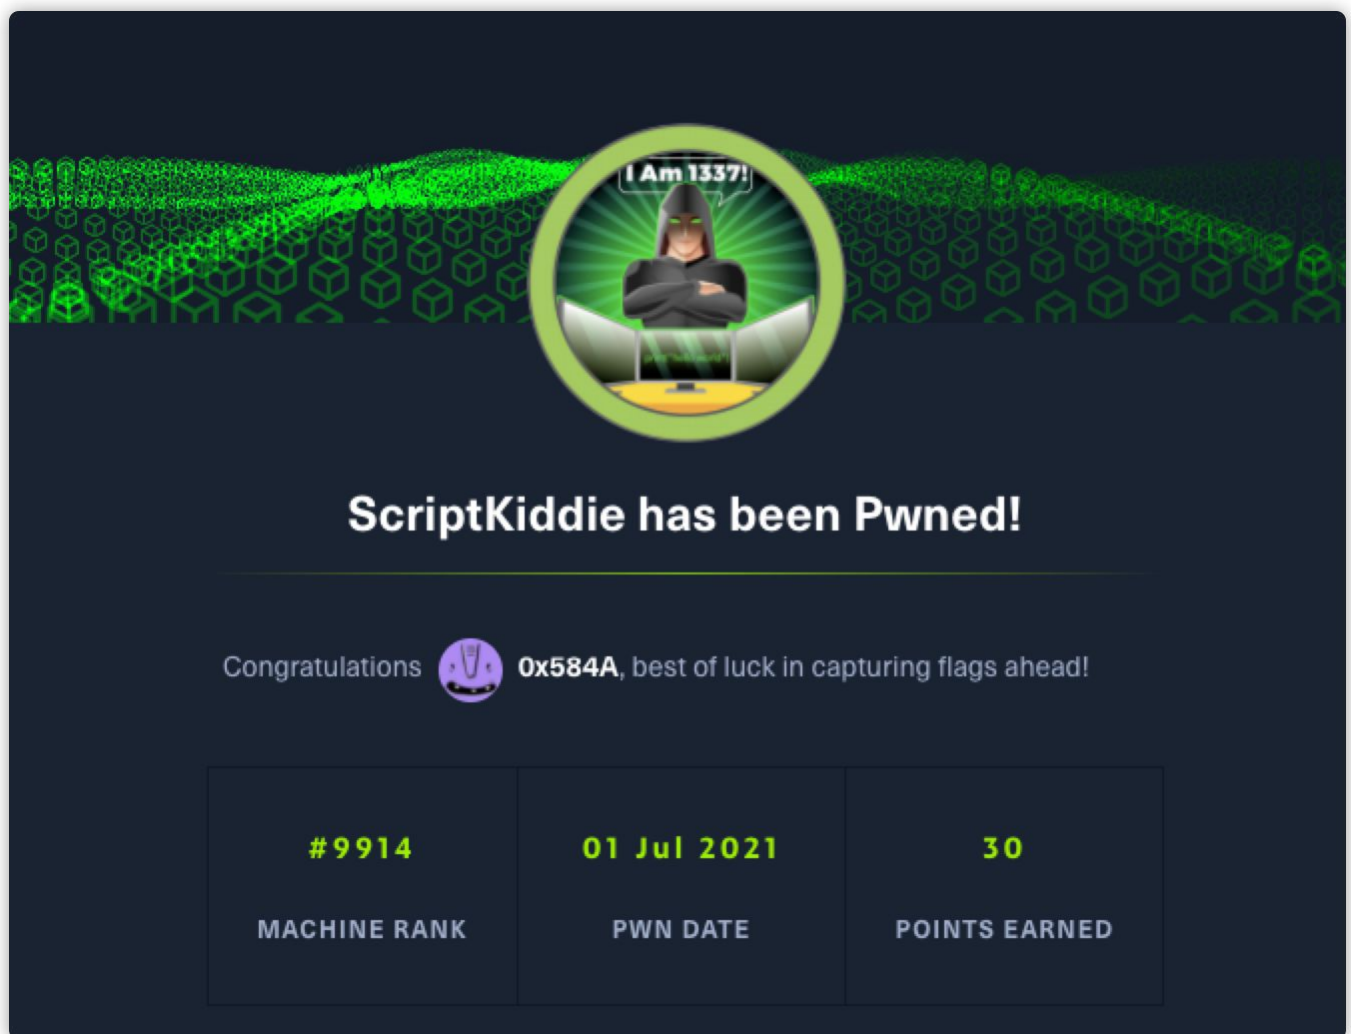 I Am 1337!
ScriptKiddie has been Pwned!
Congratulations 0x584A, best of luck in capturing flags ahead!
#9914 01 Jul 2021 30
MACHINE RANK PWN DATE POINTS EARNED